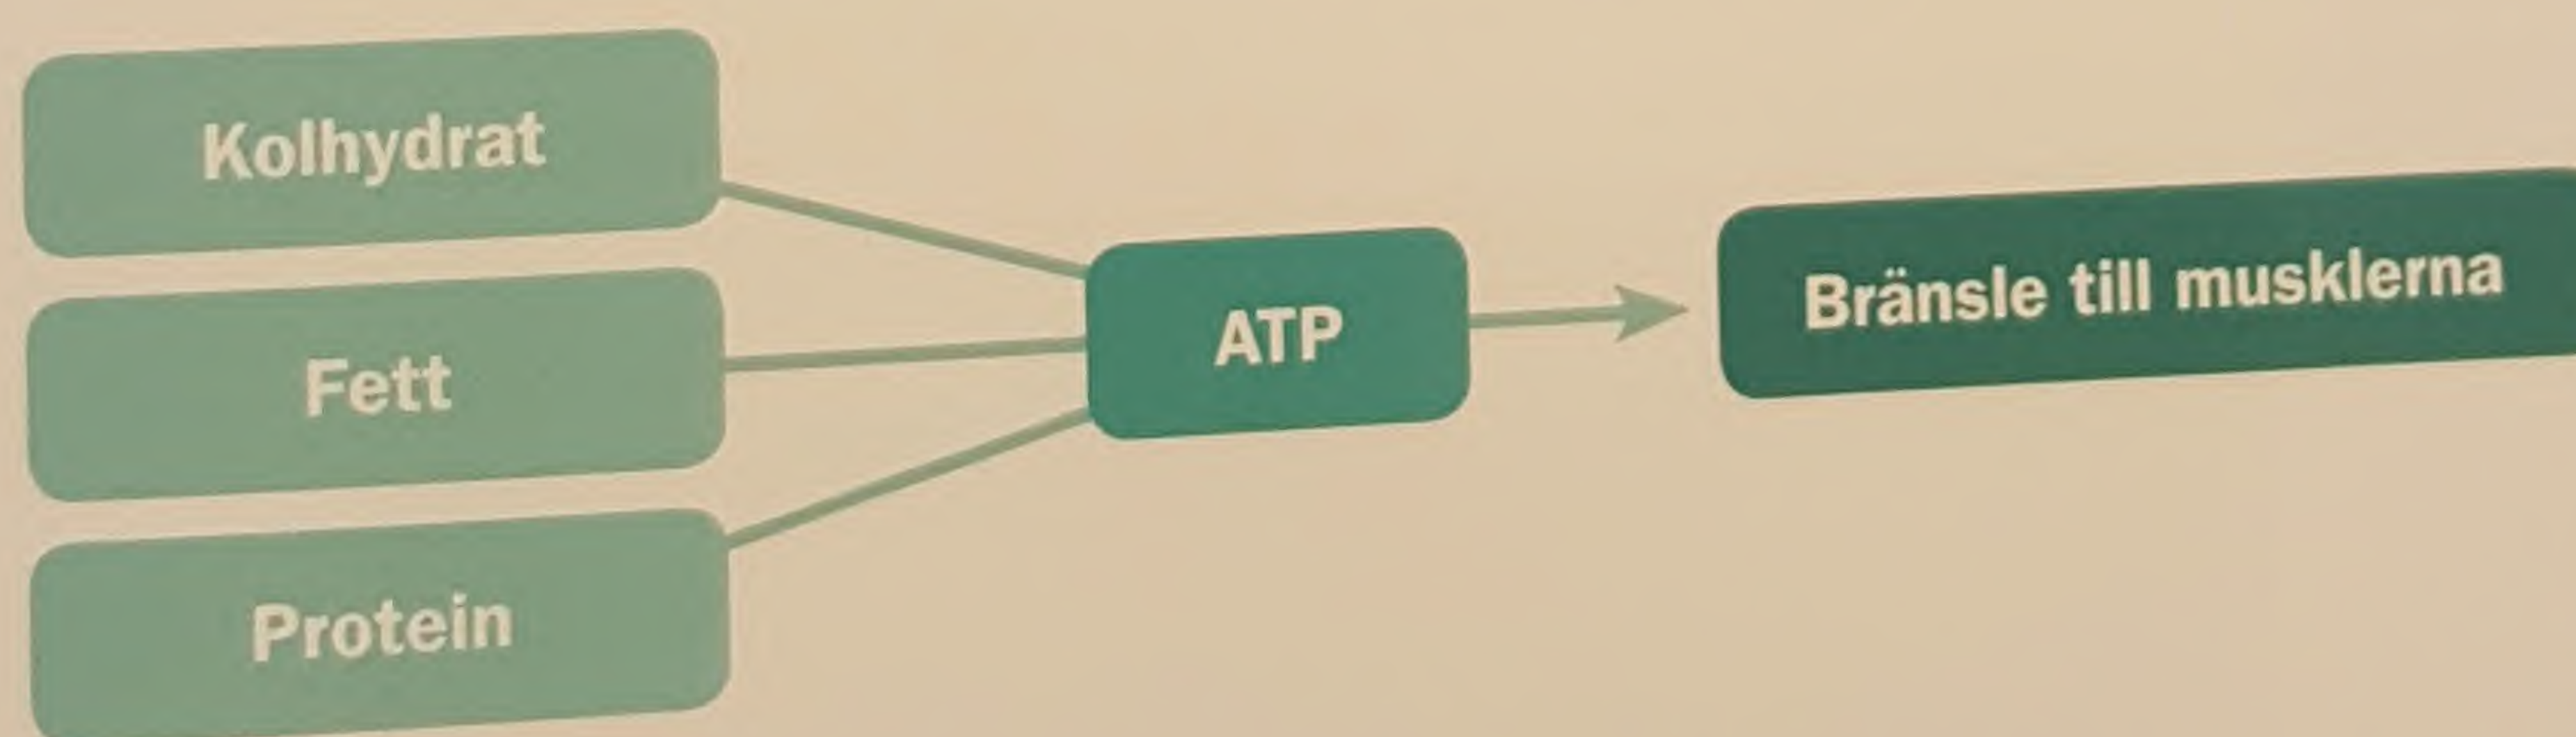 Kolhydrat
Fett
Protein
ATP
Bränsle till musklerna